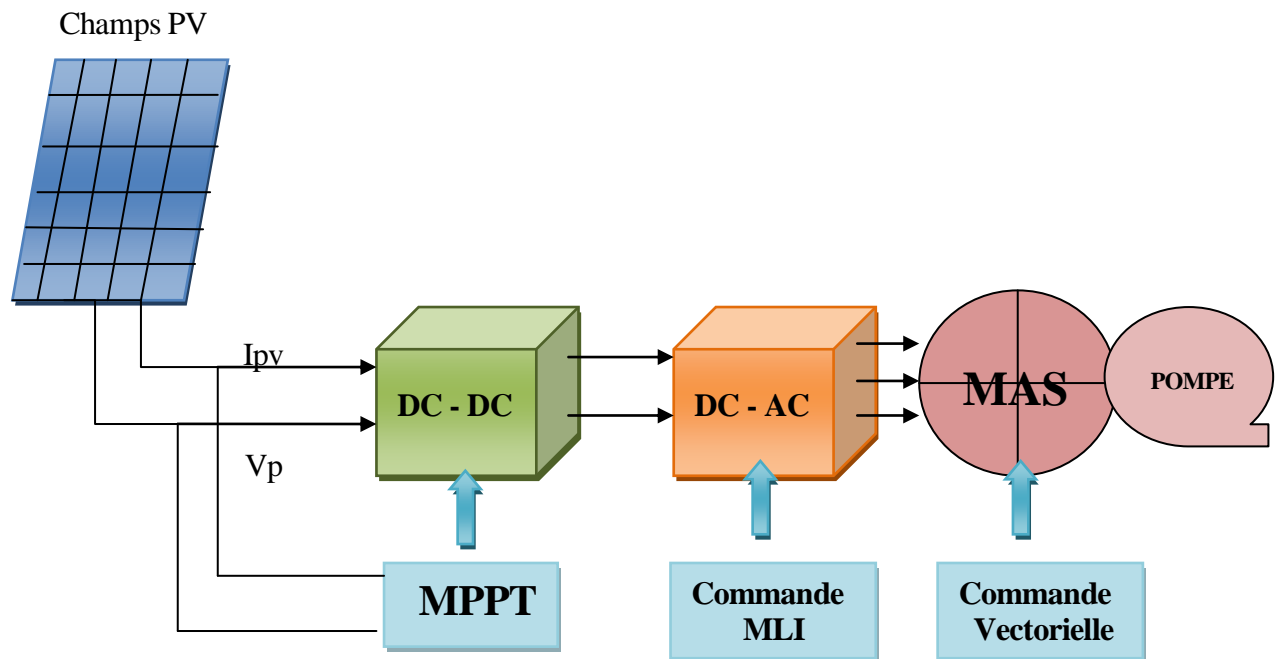 Champs PV
Ipv
Vp
DC - DC
DC - AC
MAS
POMPE
MPPT
Commande
MLI
Commande
Vectorielle